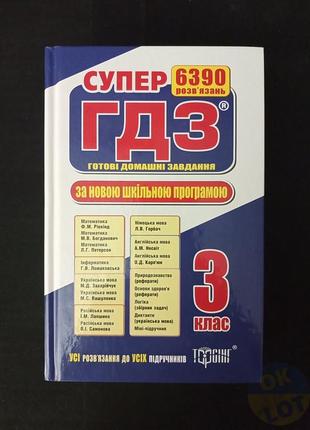 СУПЕР
6390
розв'язань
ГДЗ®
ГОТОВІ ДОМАШНІ ЗАВДАННЯ
за новою шкільною програмою
Математика
Ф.М. Рівкінд
Математика
М.В. Богданович
Математика
Л.Г. Петерсон
Інформатика
Г.В. Ломаковська
Українська мова
М.Д. Захарійчук
Українська мова
М.С. Вашуленко
Російська мова
І.М. Лапшина
Російська мова
В.І. Самонова
Німецька мова
Л.В. Горбач
Англійська мова
А.М. Несвіт
Англійська мова
О.Д. Карп'юк
Природознавство
(реферати)
Основи здоров'я
(реферати)
Логіка
(збірник задач)
Диктанти
(українська мова)
Міні-підручник
3
клас
УСІ РОЗВ'ЯЗАННЯ ДО УСІХ ПІДРУЧНИКІВ
ТОРСІНГ
OK
LOT